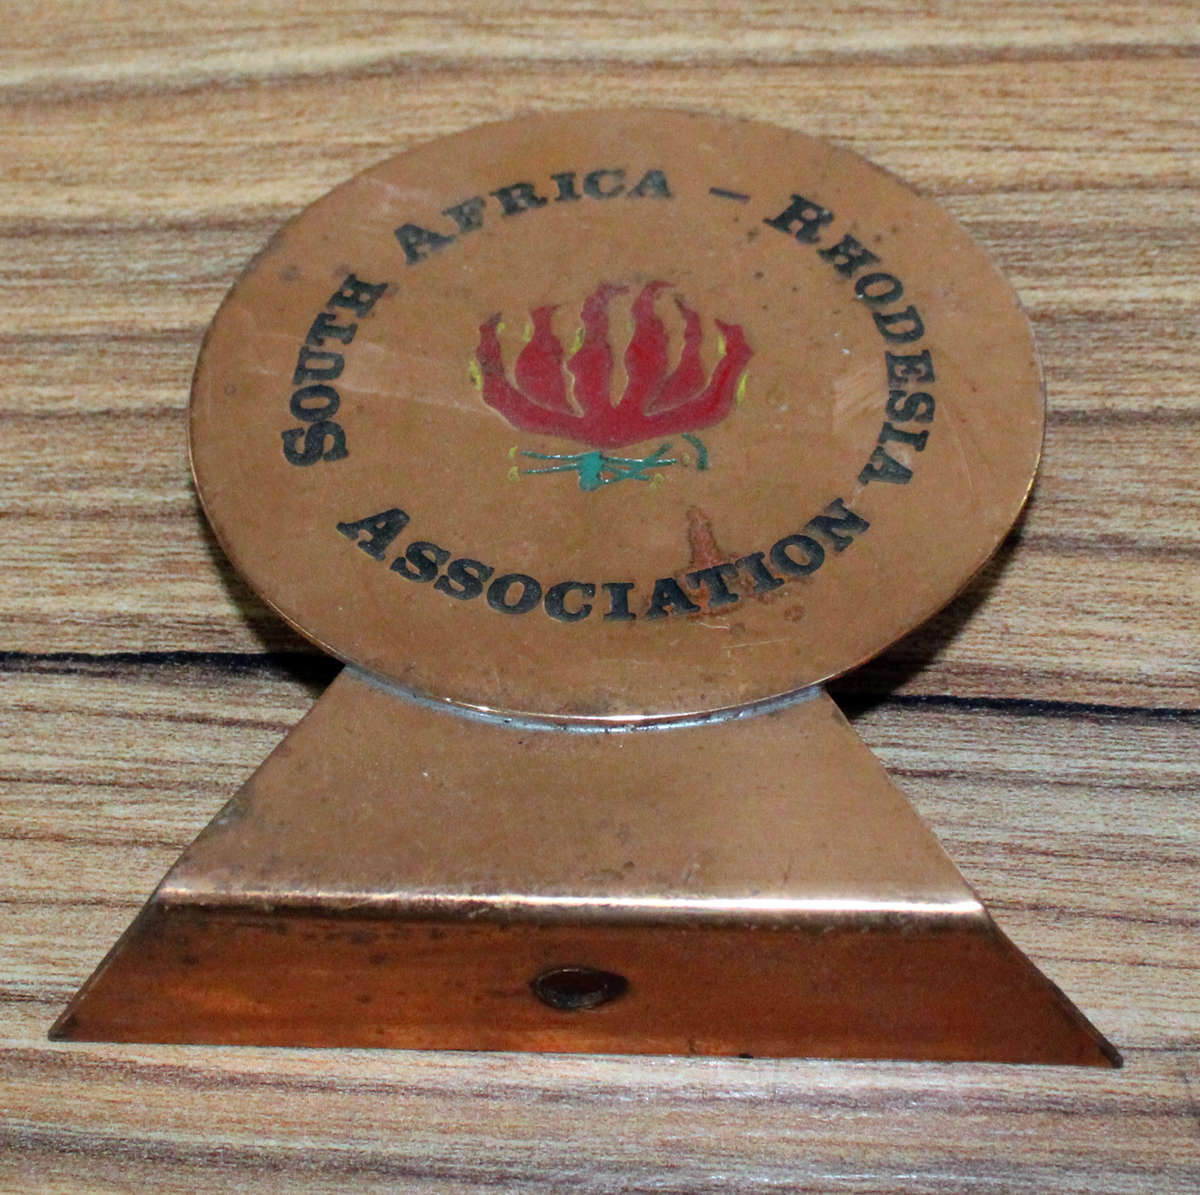 South Africa - Rhodesia
Association